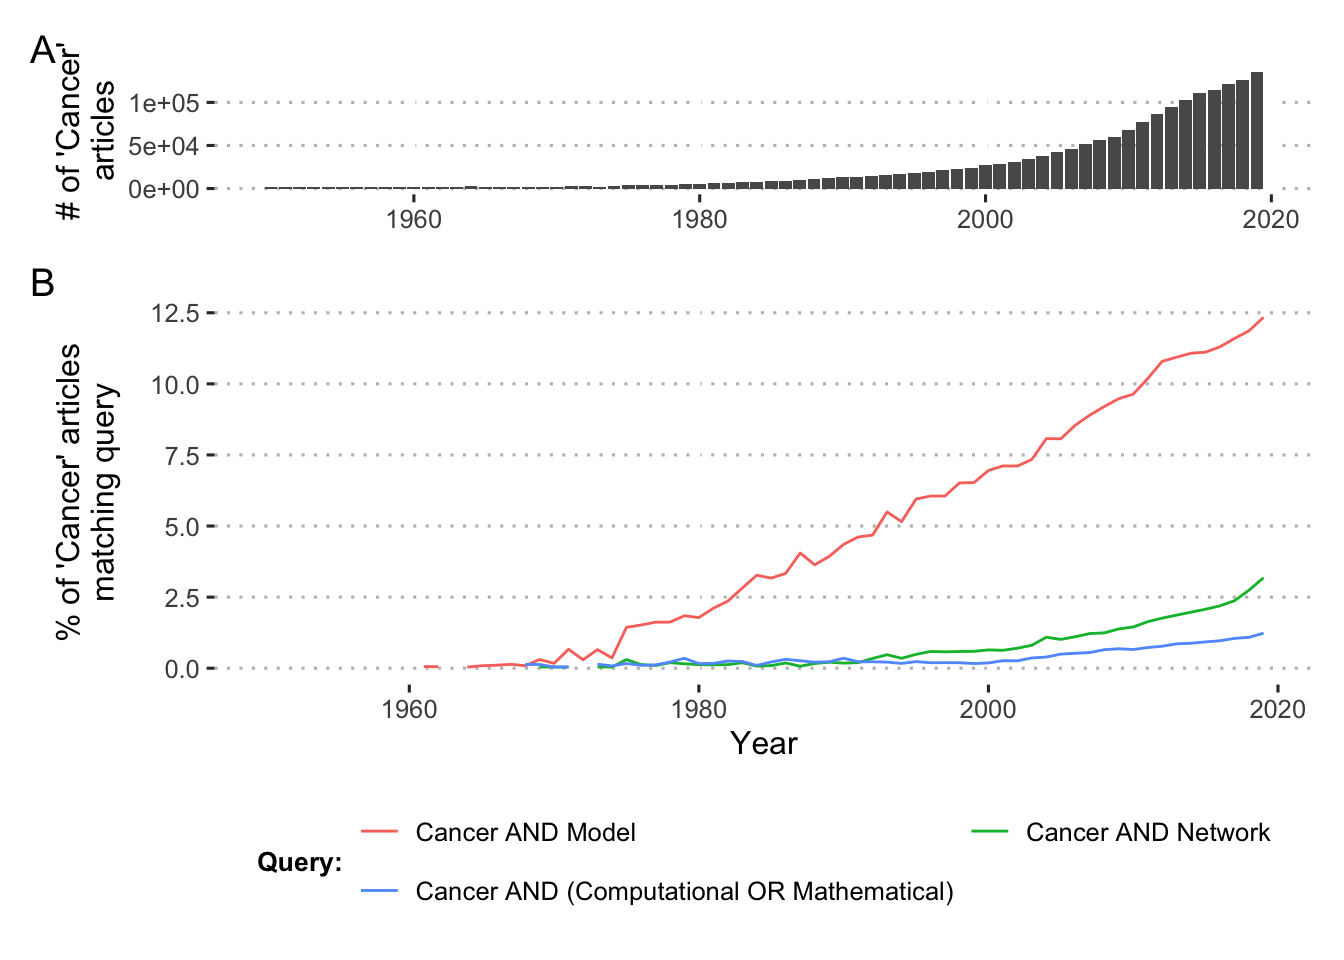 A
# of 'Cancer'
articles
1e+05
5e+04
0e+00
1960 1980 2000 2020
B
% of 'Cancer' articles
matching query
12.5
10.0
7.5
5.0
2.5
0.0
1960 1980 2000 2020
Year
Query:
Cancer AND Model
Cancer AND Network
Cancer AND (Computational OR Mathematical)